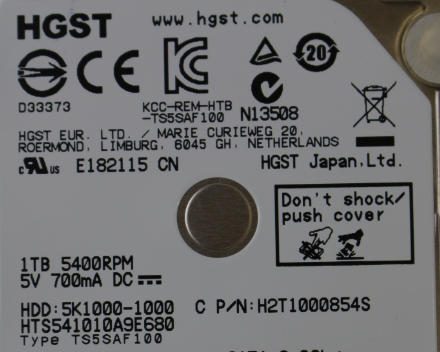 HGST
www.hgst.com
20
D33373
KCC-REM-HTB
-TS5SAF100
N13508
HGST EUR. LTD. / MARIE CURIEWEG 20,
ROERMOND, LIMBURG, 6045 GH, NETHERLANDS
c RU us E182115 CN
HGST Japan,Ltd.
Don't shock/
push cover
1TB 5400RPM
5V 700mA DC
HDD:5K1000-1000 C P/N:H2T1000854S
HTS541010A9E680
Type TS5SAF100